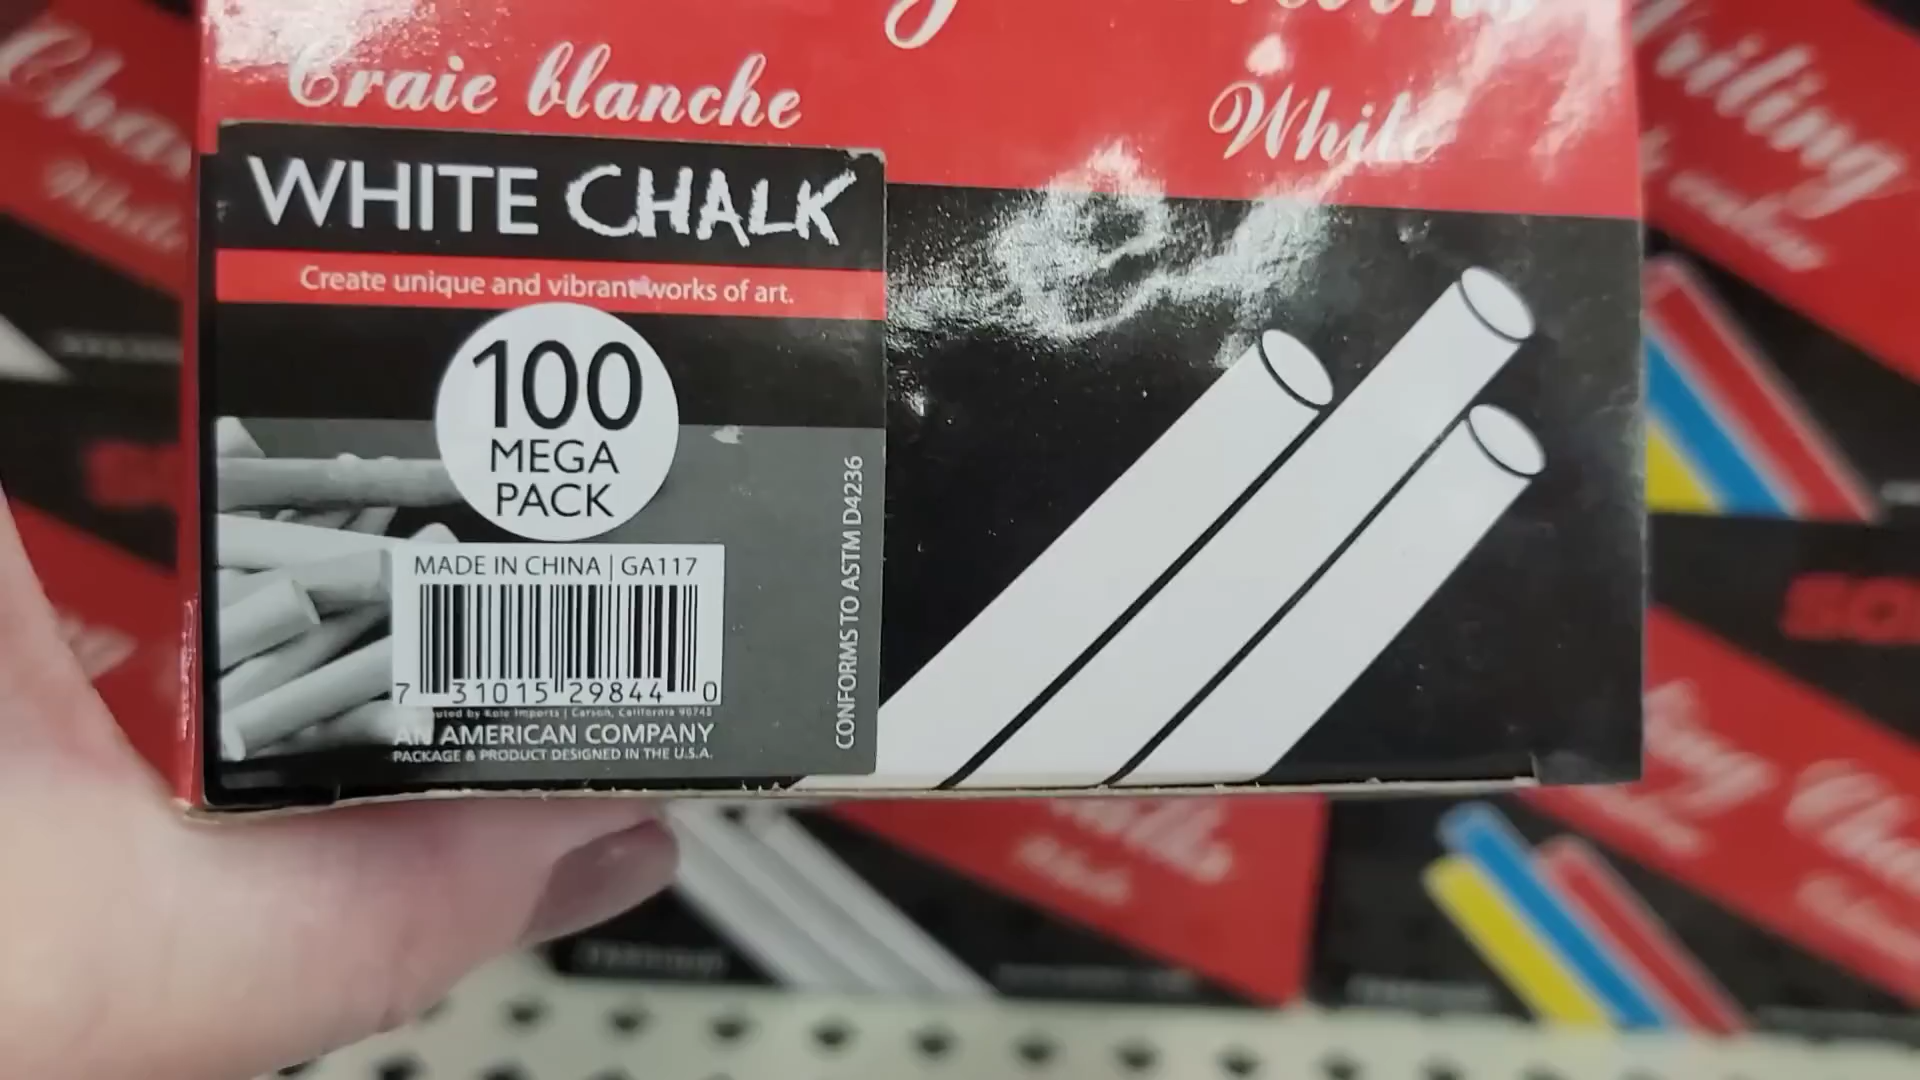 Craie blanche
White
WHITE CHALK
Create unique and vibrant works of art.
100
MEGA
PACK
MADE IN CHINA | GA117
7 31015 29844 0
Distributed by Kole Imports | Carson, California 90745
AN AMERICAN COMPANY
PACKAGE & PRODUCT DESIGNED IN THE U.S.A.
CONFORMS TO ASTM D4236
Writing
White